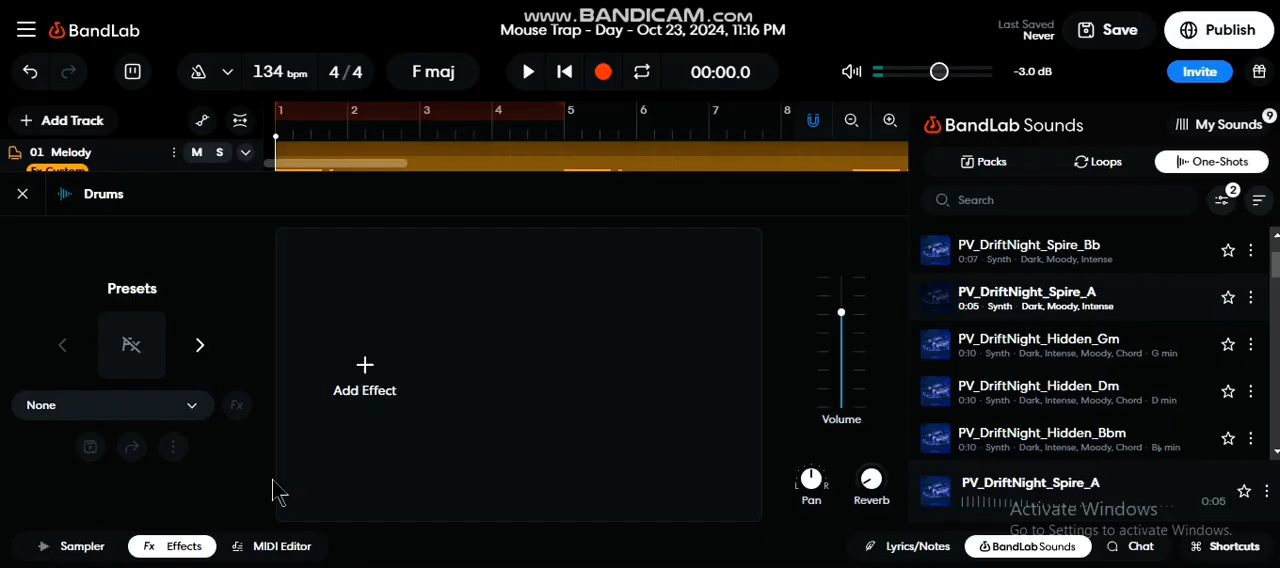 www.BANDICAM.com
BandLab
Mouse Trap - Day - Oct 23, 2024, 11:16 PM
Last Saved
Never
Save
Publish
134 bpm
4/4
F maj
00:00.0
-3.0 dB
Invite
Add Track
1 2 3 4 5 6 7 8
BandLab Sounds
My Sounds
9
01 Melody
M S
Fx Custom
Packs
Loops
One-Shots
Drums
Search
2
PV_DriftNight_Spire_Bb
0:07 · Synth · Dark, Moody, Intense
Presets
PV_DriftNight_Spire_A
0:05 · Synth · Dark, Moody, Intense
Fx
PV_DriftNight_Hidden_Gm
0:10 · Synth · Dark, Intense, Moody, Chord · G min
Add Effect
PV_DriftNight_Hidden_Dm
0:10 · Synth · Dark, Intense, Moody, Chord · D min
None
Fx
Volume
PV_DriftNight_Hidden_Bbm
0:10 · Synth · Dark, Intense, Moody, Chord · B♭ min
L R
Pan
Reverb
PV_DriftNight_Spire_A
0:05
Activate Windows
Go to Settings to activate Windows.
Sampler
Fx Effects
MIDI Editor
Lyrics/Notes
BandLab Sounds
Chat
Shortcuts